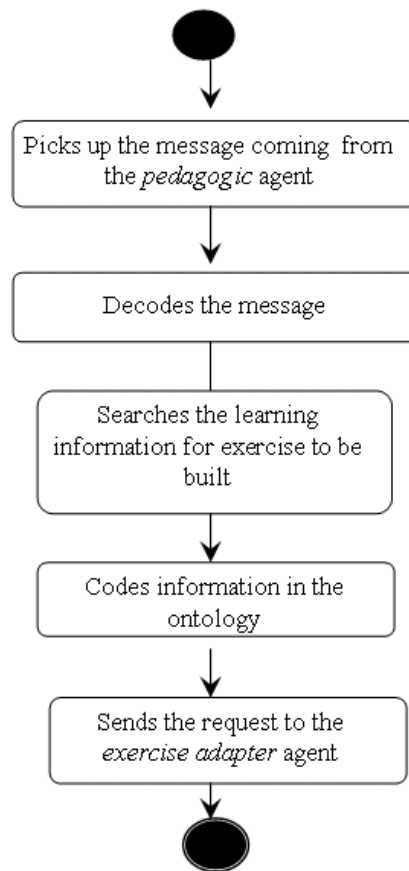 Picks up the message coming from
the pedagogic agent
Decodes the message
Searches the learning
information for exercise to be
built
Codes information in the
ontology
Sends the request to the
exercise adapter agent